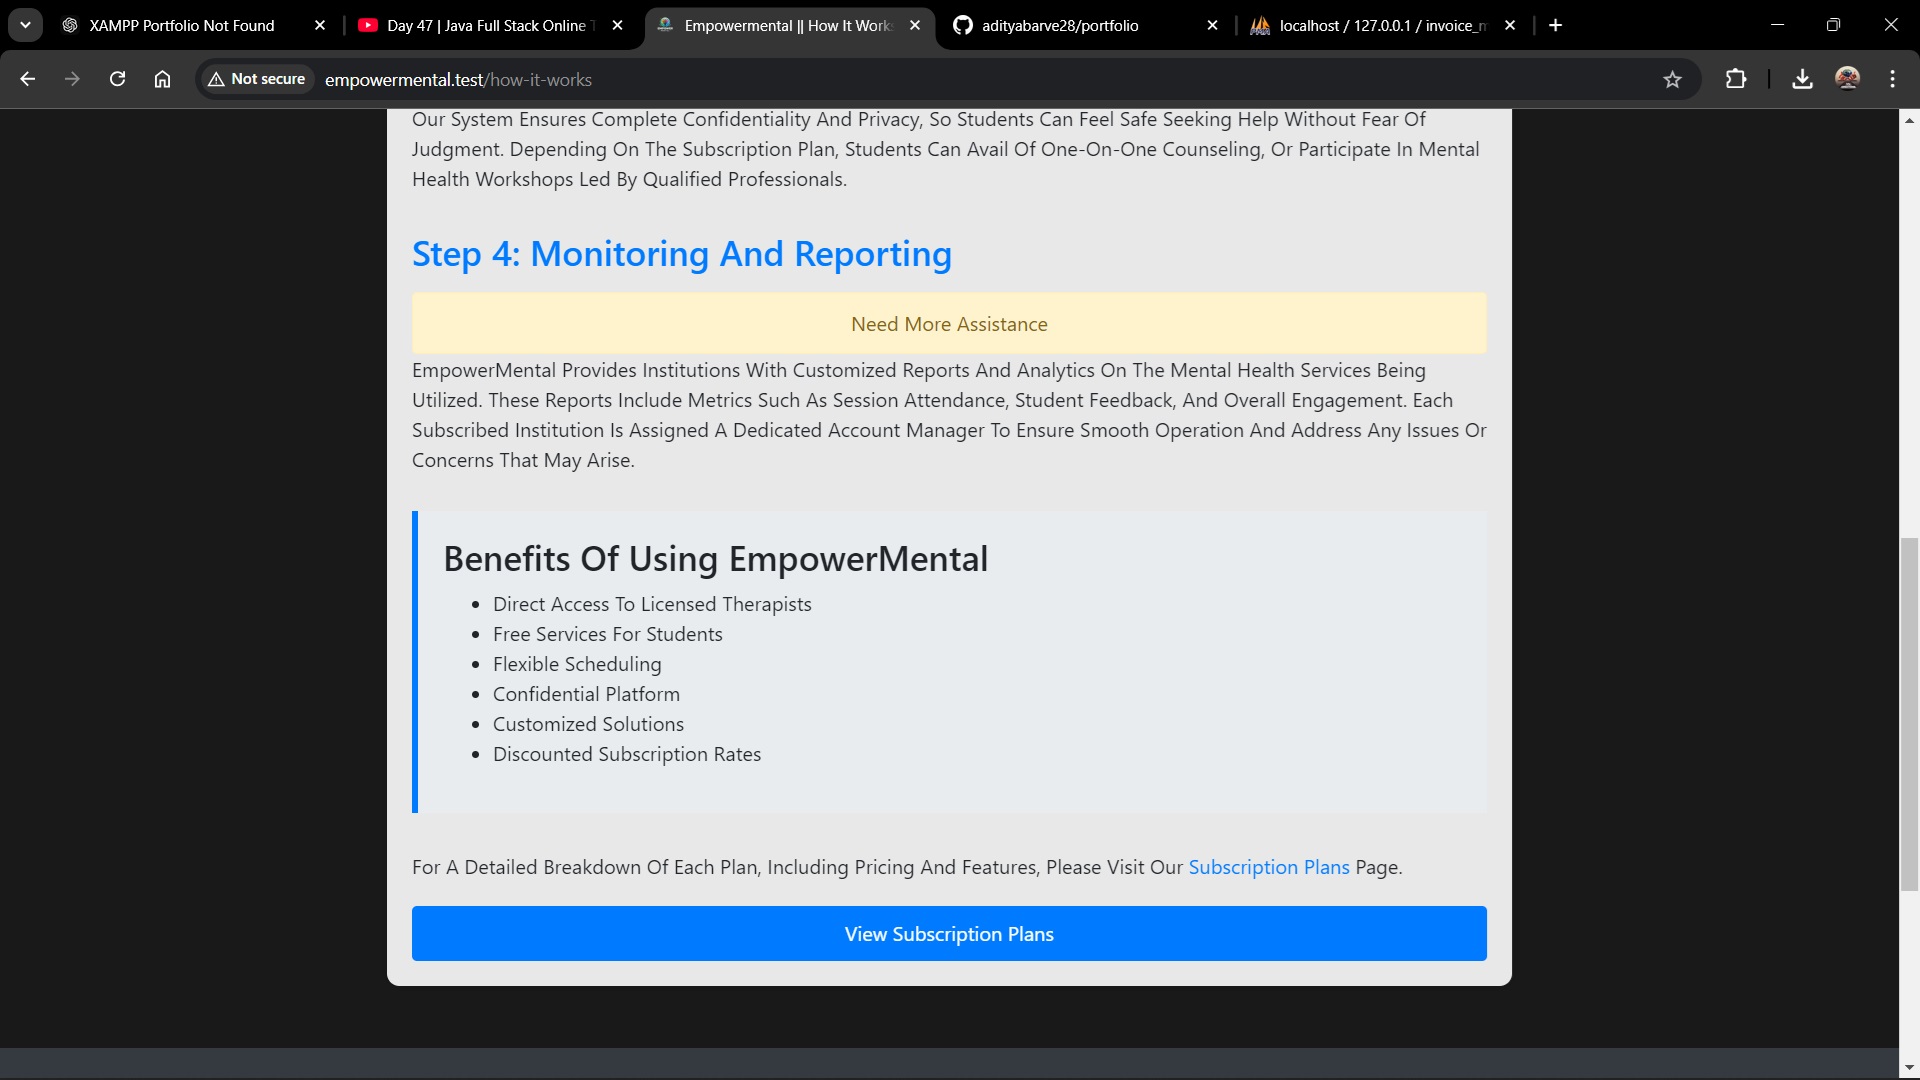 XAMPP Portfolio Not Found
Day 47 | Java Full Stack Online
Empowermental || How It Works
adityabarve28/portfolio
localhost / 127.0.0.1 / invoice_m
Not secure
empowermental.test/how-it-works
Our System Ensures Complete Confidentiality And Privacy, So Students Can Feel Safe Seeking Help Without Fear Of
Judgment. Depending On The Subscription Plan, Students Can Avail Of One-On-One Counseling, Or Participate In Mental
Health Workshops Led By Qualified Professionals.
Step 4: Monitoring And Reporting
Need More Assistance
EmpowerMental Provides Institutions With Customized Reports And Analytics On The Mental Health Services Being
Utilized. These Reports Include Metrics Such As Session Attendance, Student Feedback, And Overall Engagement. Each
Subscribed Institution Is Assigned A Dedicated Account Manager To Ensure Smooth Operation And Address Any Issues Or
Concerns That May Arise.
Benefits Of Using EmpowerMental
Direct Access To Licensed Therapists
Free Services For Students
Flexible Scheduling
Confidential Platform
Customized Solutions
Discounted Subscription Rates
For A Detailed Breakdown Of Each Plan, Including Pricing And Features, Please Visit Our Subscription Plans Page.
View Subscription Plans